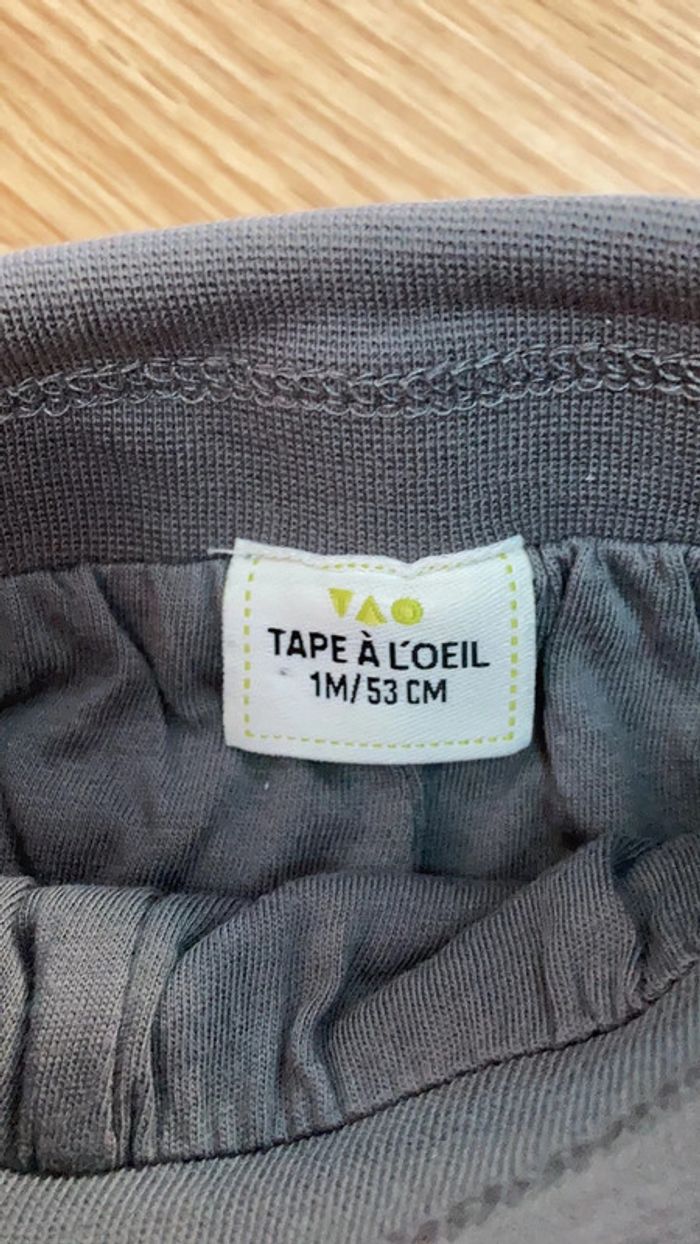 TAO
TAPE À L'OEIL
1M/53 CM